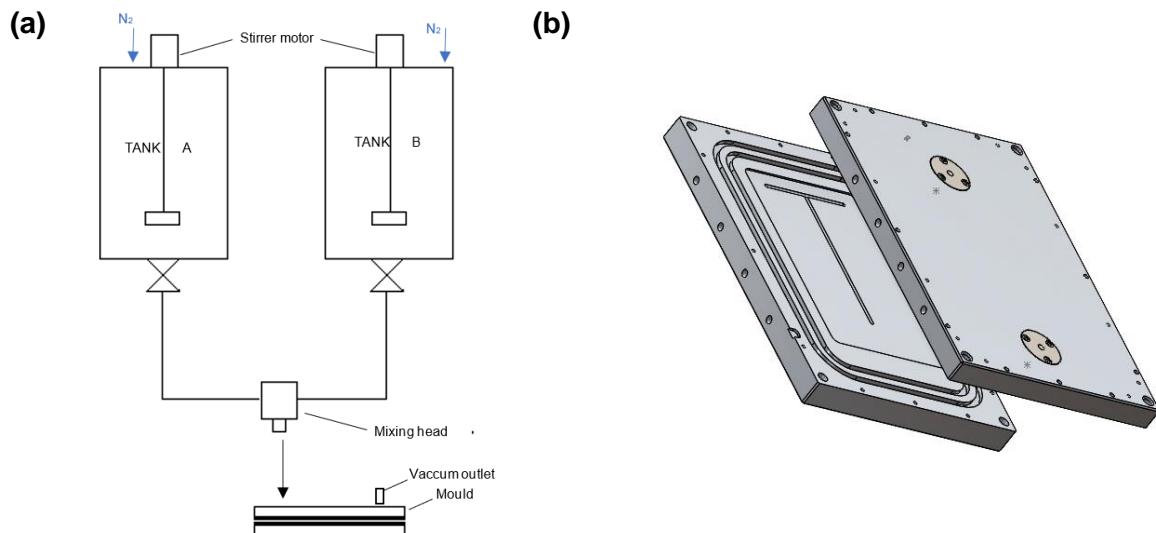 (a)
(b)
N₂
N₂
Stirrer motor
TANK A
TANK B
Mixing head
Vaccum outlet
Mould